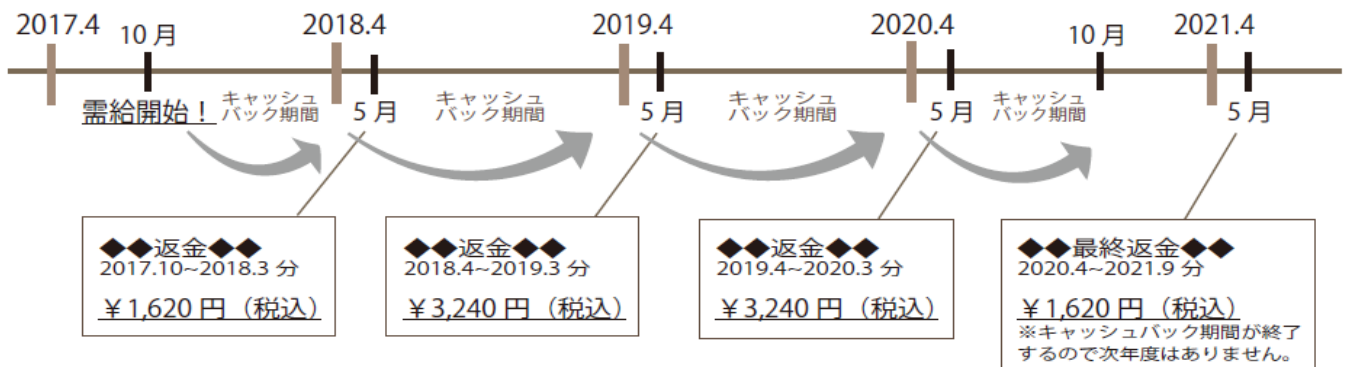 2017.4
10 月
2018.4
2019.4
2020.4
10 月
2021.4
需給開始！
キャッシュ
バック期間
5 月
キャッシュ
バック期間
5 月
キャッシュ
バック期間
5 月
キャッシュ
バック期間
5 月
◆◆返金◆◆
2017.10~2018.3 分
￥1,620 円（税込）
◆◆返金◆◆
2018.4~2019.3 分
￥3,240 円（税込）
◆◆返金◆◆
2019.4~2020.3 分
￥3,240 円（税込）
◆◆最終返金◆◆
2020.4~2021.9 分
￥1,620 円（税込）
※キャッシュバック期間が終了
するので次年度はありません。